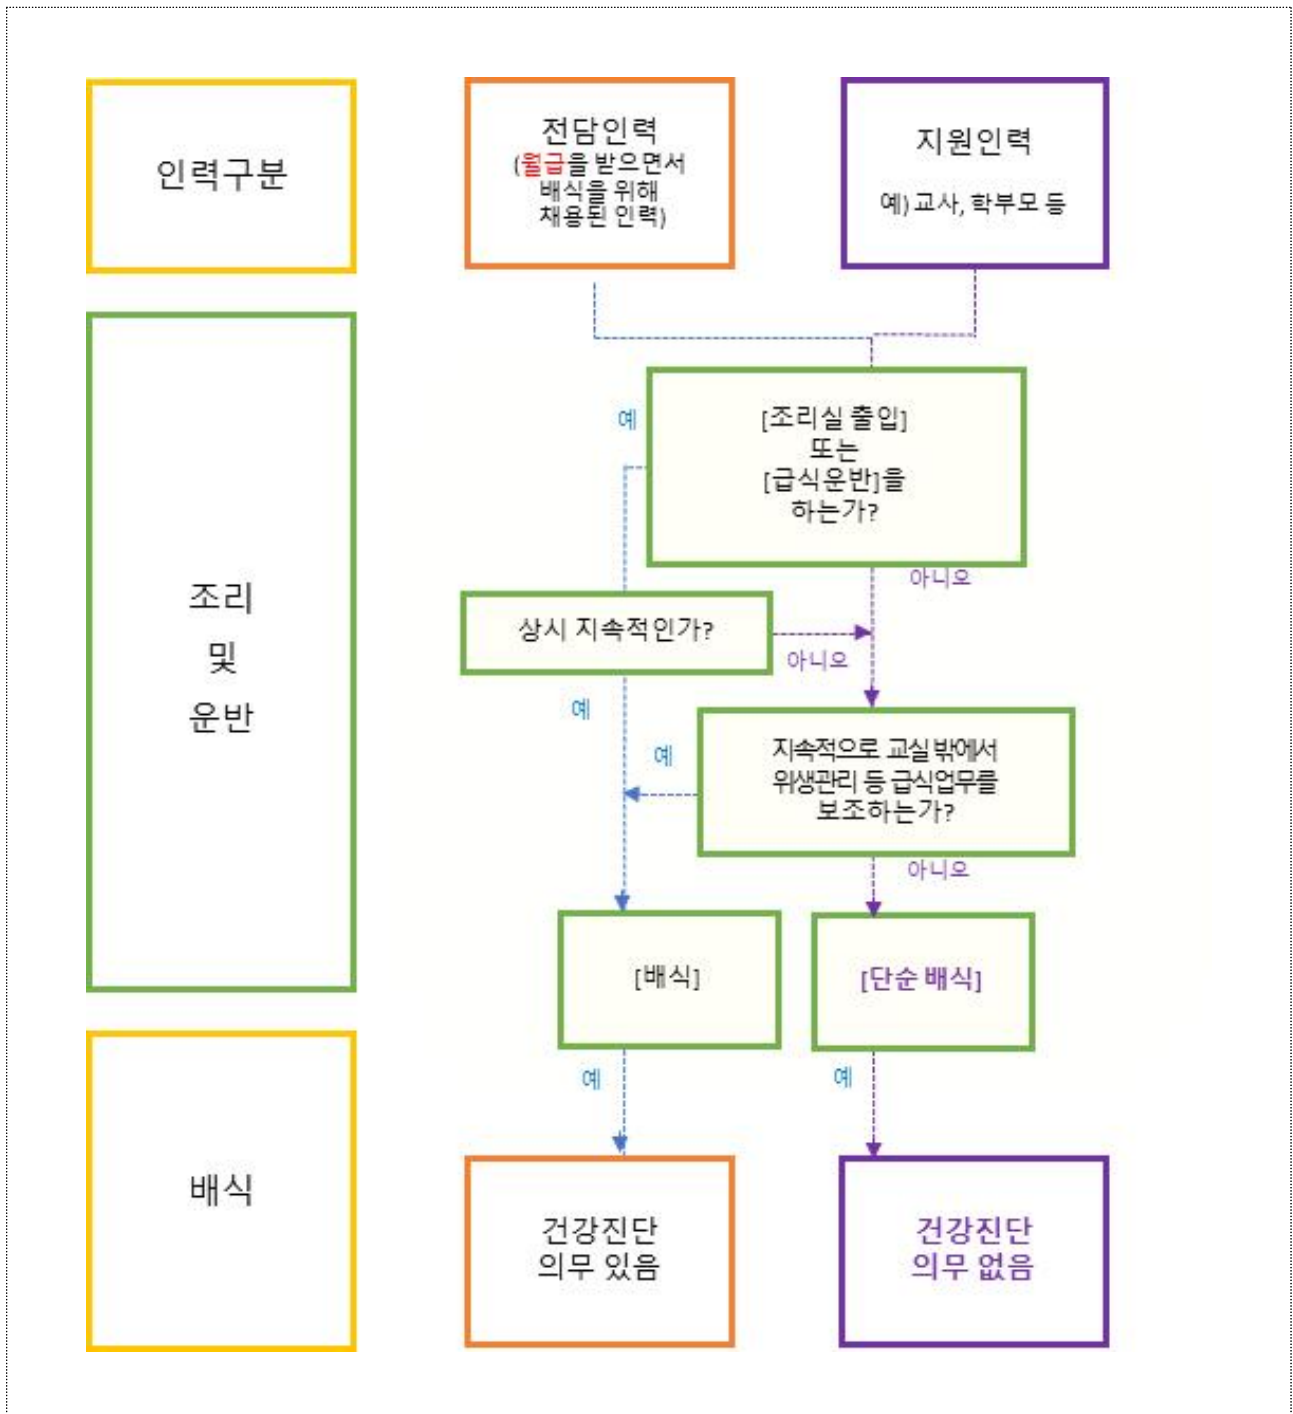 인력구분
전담인력
(월급을 받으면서
배식을 위해
채용된 인력)
지원인력
예) 교사, 학부모 등
조리
및
운반
예
[조리실 출입]
또는
[급식운반]을
하는가?
아니오
상시 지속적인가?
아니오
예
예
지속적으로 교실 밖에서
위생관리 등 급식업무를
보조하는가?
아니오
[배식]
[단순 배식]
배식
예
예
건강진단
의무 있음
건강진단
의무 없음